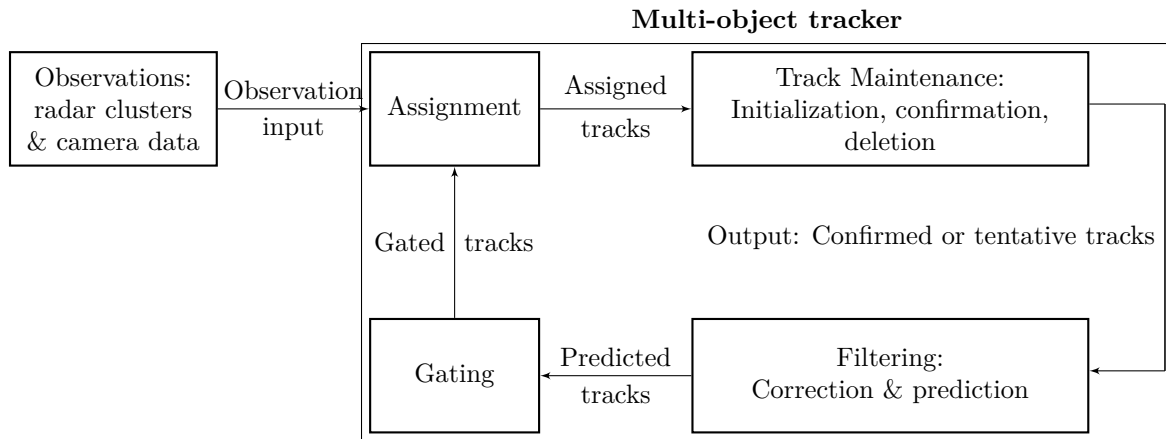 Multi-object tracker
Observations:
radar clusters
& camera data
Observation
input
Assignment
Assigned
tracks
Track Maintenance:
Initialization, confirmation,
deletion
Gated tracks
Output: Confirmed or tentative tracks
Gating
Predicted
tracks
Filtering:
Correction & prediction